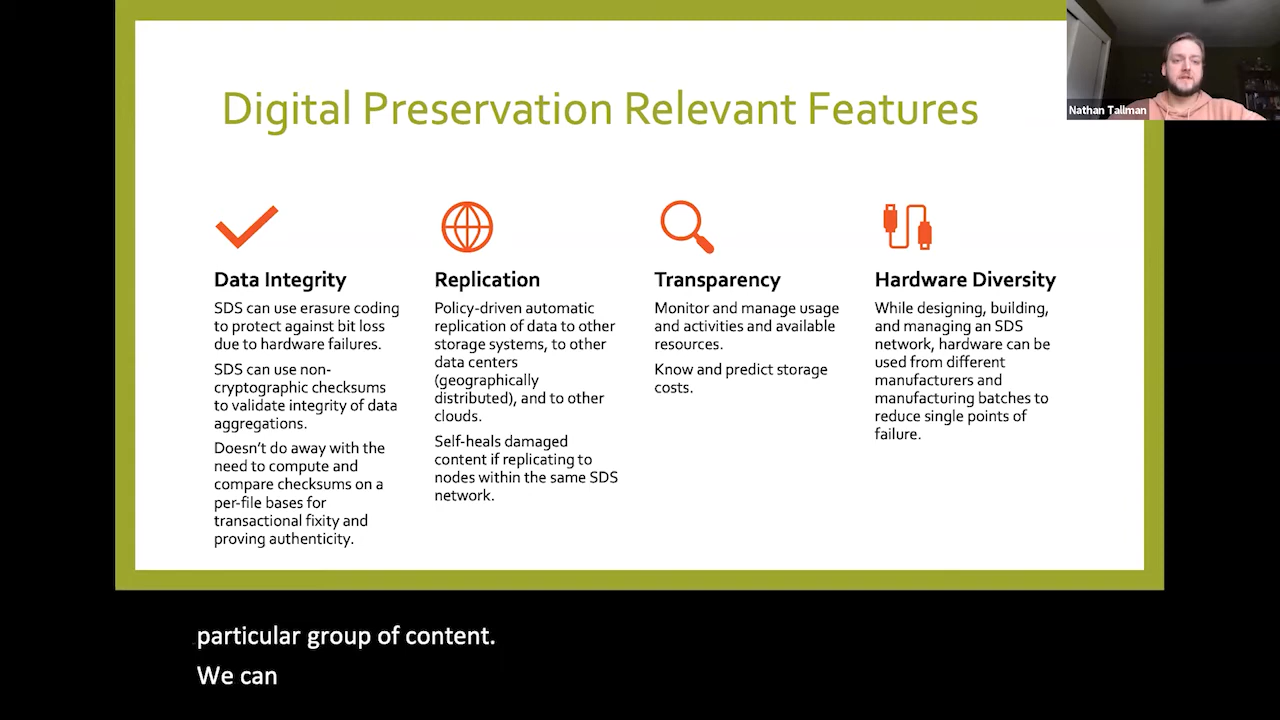 Digital Preservation Relevant Features
Nathan Tallman
Data Integrity
SDS can use erasure coding
to protect against bit loss
due to hardware failures.
SDS can use non-
cryptographic checksums
to validate integrity of data
aggregations.
Doesn't do away with the
need to compute and
compare checksums on a
per-file bases for
transactional fixity and
proving authenticity.
Replication
Policy-driven automatic
replication of data to other
storage systems, to other
data centers
(geographically
distributed), and to other
clouds.
Self-heals damaged
content if replicating to
nodes within the same SDS
network.
Transparency
Monitor and manage usage
and activities and available
resources.
Know and predict storage
costs.
Hardware Diversity
While designing, building,
and managing an SDS
network, hardware can be
used from different
manufacturers and
manufacturing batches to
reduce single points of
failure.
particular group of content.
We can